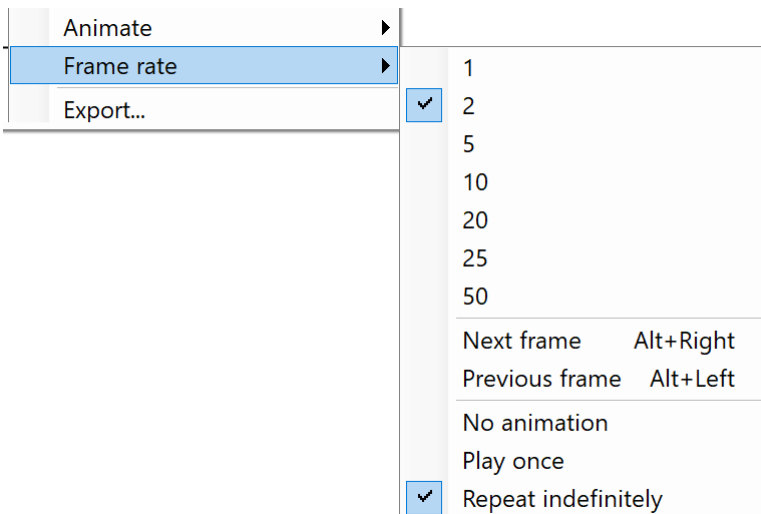 Animate
Frame rate
Export...
1
2
5
10
20
25
50
Next frame Alt+Right
Previous frame Alt+Left
No animation
Play once
Repeat indefinitely